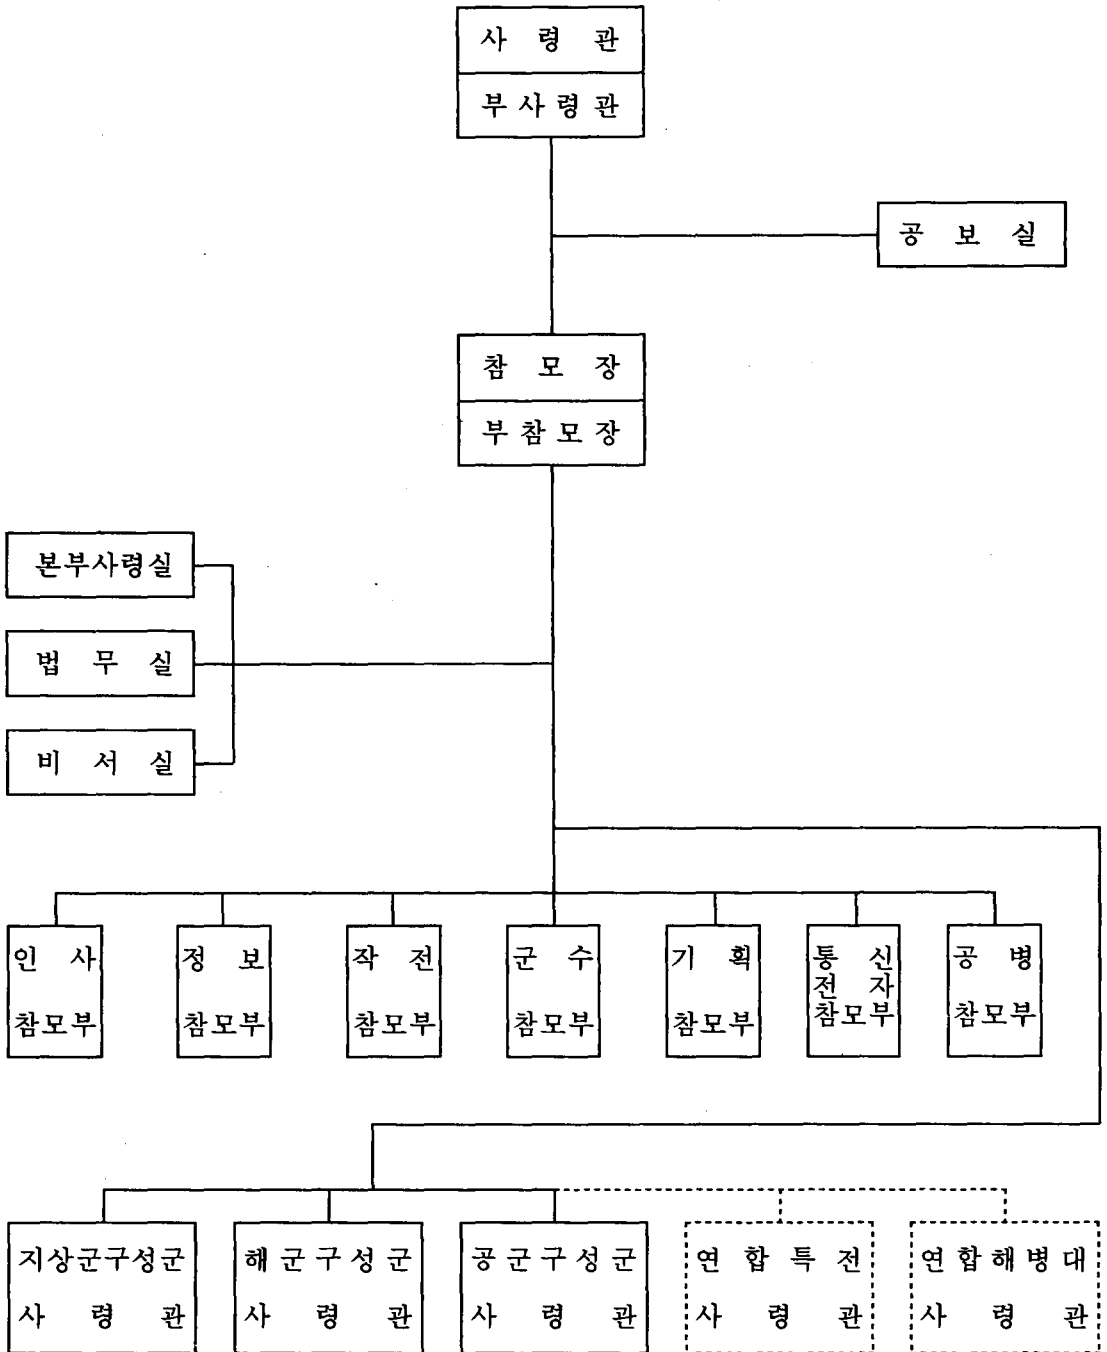 사 령 관
부 사 령 관
공 보 실
참 모 장
부 참 모 장
본부사령실
법 무 실
비 서 실
인 사
참모부
정 보
참모부
작 전
참모부
군 수
참모부
기 획
참모부
통 신
전 자
참모부
공 병
참모부
지상군구성군
사 령 관
해 군 구 성 군
사 령 관
공 군 구 성 군
사 령 관
연 합 특 전
사 령 관
연 합 해 병 대
사 령 관